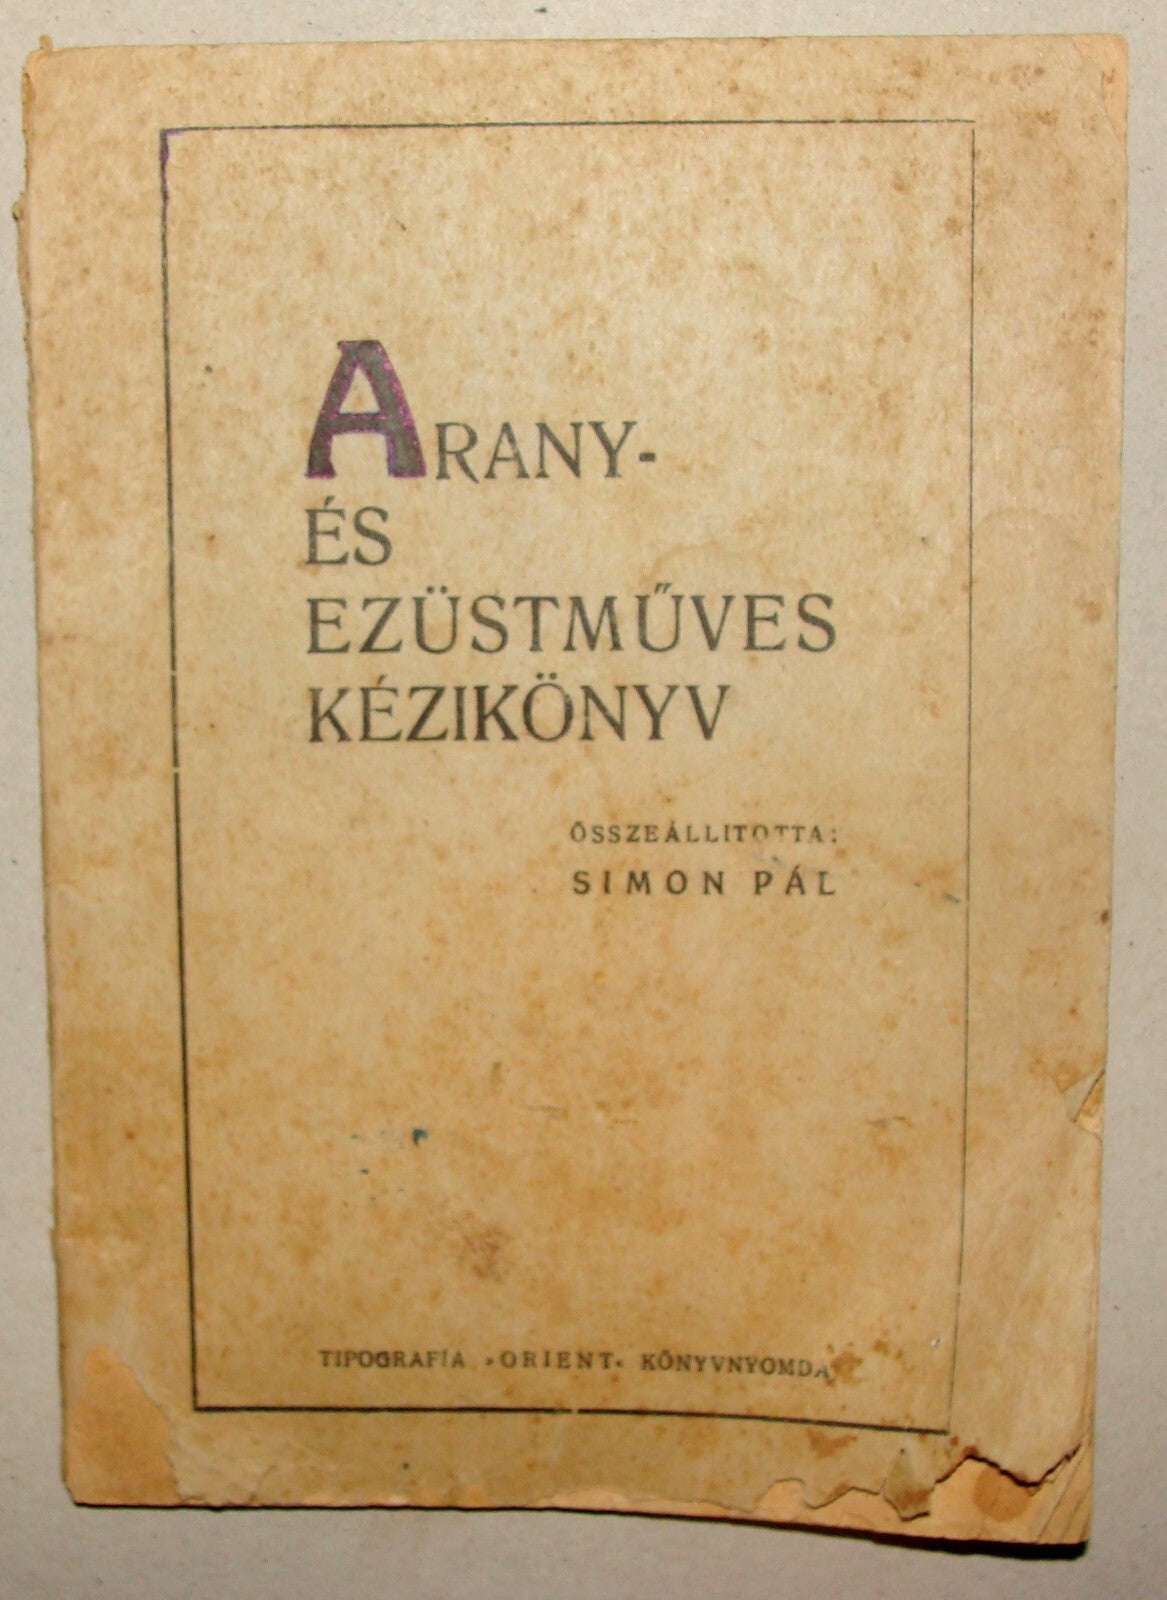 ARANY-
ÉS
EZÜSTMŰVES
KÉZIKÖNYV
ÖSSZEÁLLITOTTA:
SIMON PÁL
TIPOGRAFÍA »ORIENT« KÖNYVNYOMDA